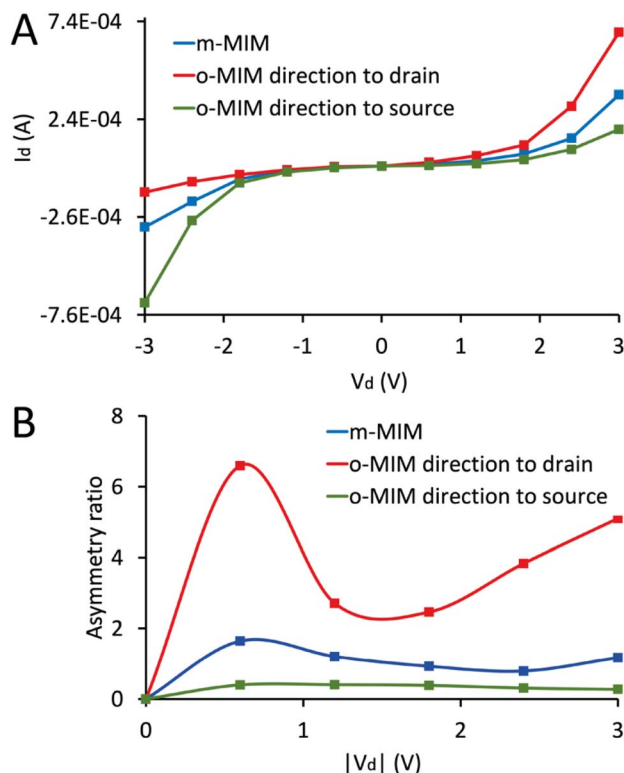 A
7.4E-04
2.4E-04
-2.6E-04
-7.6E-04
Id (A)
m-MIM
o-MIM direction to drain
o-MIM direction to source
-3 -2 -1 0 1 2 3
Vd (V)
B
8
6
4
2
0
Asymmetry ratio
m-MIM
o-MIM direction to drain
o-MIM direction to source
0 1 2 3
|Vd| (V)